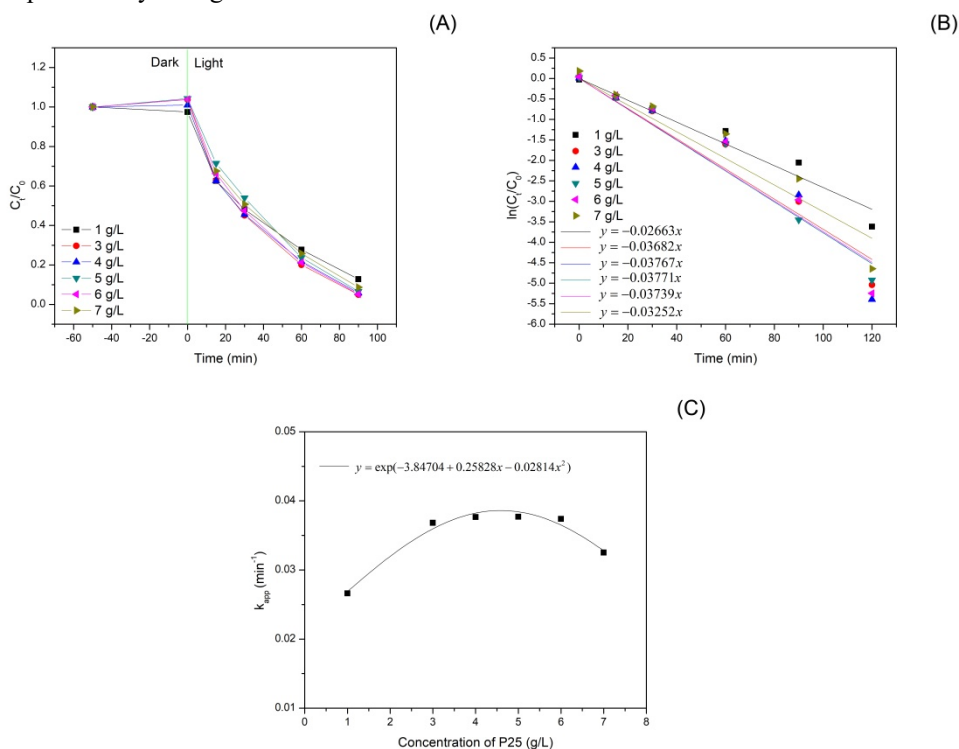 (A)
Dark Light
1.2
1.0
0.8
0.6
0.4
0.2
0.0
Cₜ/C₀
1 g/L
3 g/L
4 g/L
5 g/L
6 g/L
7 g/L
-60 -40 -20 0 20 40 60 80 100
Time (min)
(B)
0.5
0.0
-0.5
-1.0
-1.5
-2.0
-2.5
-3.0
-3.5
-4.0
-4.5
-5.0
-5.5
-6.0
ln(Cₜ/C₀)
1 g/L
3 g/L
4 g/L
5 g/L
6 g/L
7 g/L
y = −0.02663x
y = −0.03682x
y = −0.03767x
y = −0.03771x
y = −0.03739x
y = −0.03252x
0 20 40 60 80 100 120
Time (min)
(C)
y = exp(−3.84704 + 0.25828x − 0.02814x²)
0.05
0.04
0.03
0.02
0.01
k_app (min⁻¹)
0 1 2 3 4 5 6 7 8
Concentration of P25 (g/L)